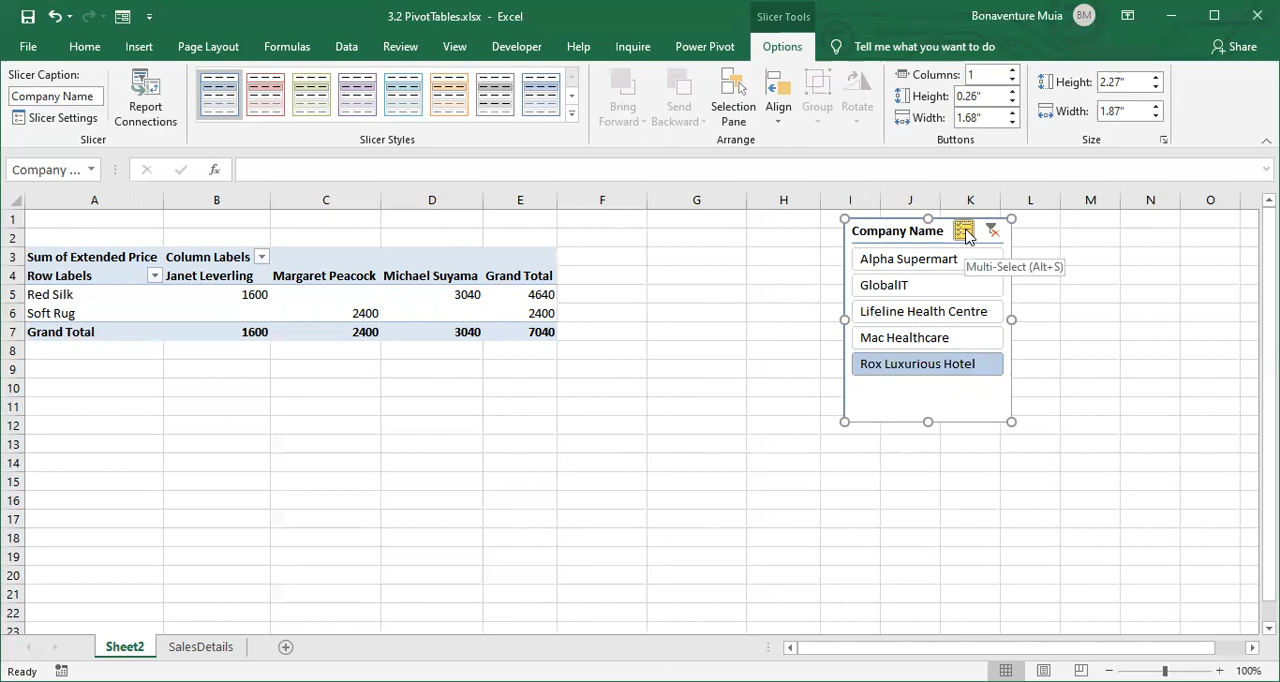 3.2 PivotTables.xlsx - Excel
Slicer Tools
Bonaventure Muia BM
File Home Insert Page Layout Formulas Data Review View Developer Help Inquire Power Pivot Options Tell me what you want to do Share
Slicer Caption:
Company Name
Slicer Settings
Report
Connections
Slicer
Slicer Styles
Bring
Forward
Send
Backward
Selection
Pane
Align
Group
Rotate
Arrange
Columns: 1
Height: 0.26"
Width: 1.68"
Buttons
Height: 2.27"
Width: 1.87"
Size
Company ... fx
A B C D E F G H I J K L M N O
1
2
3 Sum of Extended Price Column Labels
4 Row Labels Janet Leverling Margaret Pecock Michael Suyama Grand Total
5 Red Silk 1600 3040 4640
6 Soft Rug 2400 2400
7 Grand Total 1600 2400 3040 7040
8
9
10
11
12
13
14
15
16
17
18
19
20
21
22
23
Company Name
Multi-Select (Alt+S)
Alpha Supermart
GlobalIT
Lifeline Health Centre
Mac Healthcare
Rox Luxurious Hotel
Sheet2 SalesDetails
Ready 100%